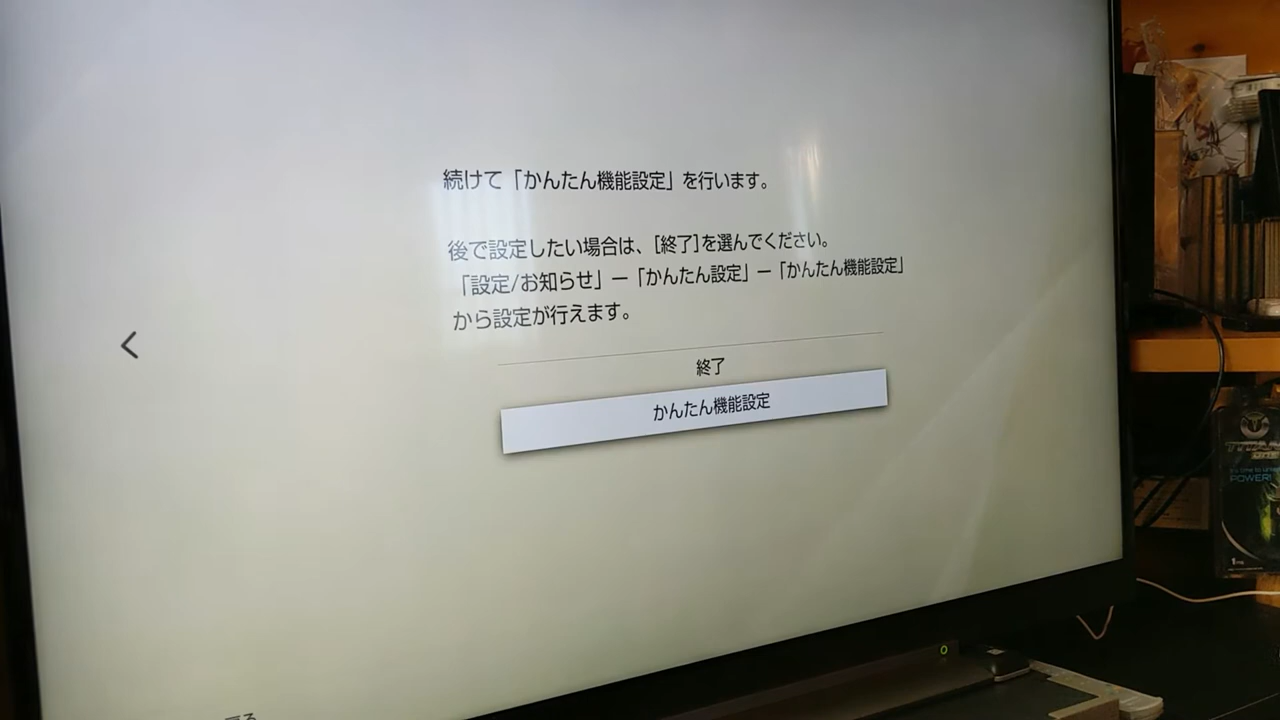 続けて「かんたん機能設定」を行います。
後で設定したい場合は、[終了]を選んでください。
「設定/お知らせ」ー「かんたん設定」ー「かんたん機能設定」
から設定が行えます。
終了
かんたん機能設定
戻る
POWER!